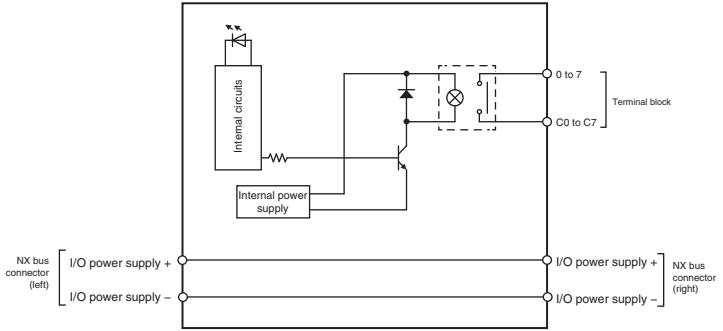 Internal circuits
0 to 7
Terminal block
C0 to C7
Internal power
supply
NX bus
connector
(left)
I/O power supply +
I/O power supply –
I/O power supply +
I/O power supply –
NX bus
connector
(right)